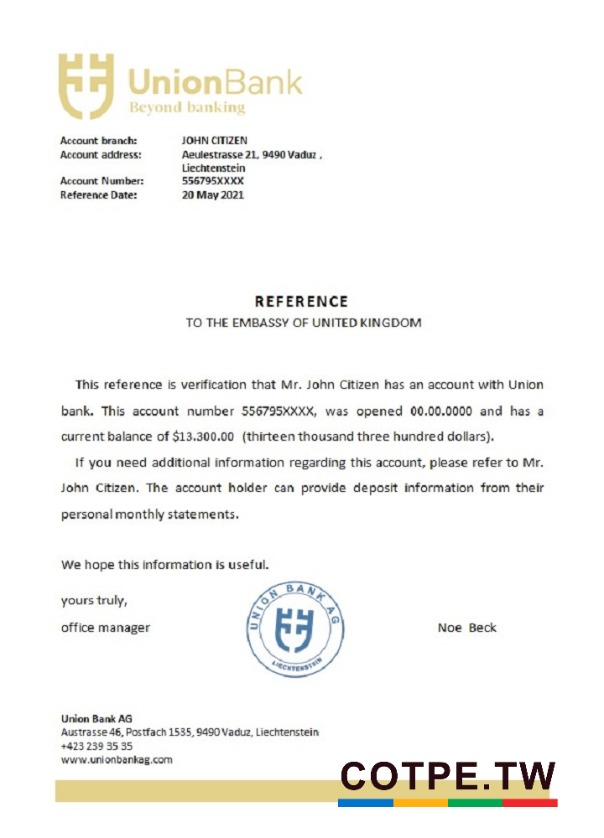 UnionBank
Beyond banking
Account branch: JOHN CITIZEN
Account address: Aeulestrasse 21, 9490 Vaduz ,
Liechtenstein
Account Number: 556795XXXX
Reference Date: 20 May 2021
REFERENCE
TO THE EMBASSY OF UNITED KINGDOM
This reference is verification that Mr. John Citizen has an account with Union
bank. This account number 556795XXXX, was opened 00.00.0000 and has a
current balance of $13.300.00 (thirteen thousand three hundred dollars).
If you need additional information regarding this account, please refer to Mr.
John Citizen. The account holder can provide deposit information from their
personal monthly statements.
We hope this information is useful.
yours truly,
office manager
UNION BANK AG
LIECHTENSTEIN
Noe Beck
Union Bank AG
Austrasse 46, Postfach 1535, 9490 Vaduz, Liechtenstein
+423 239 35 35
www.unionbankag.com
COTPE.TW